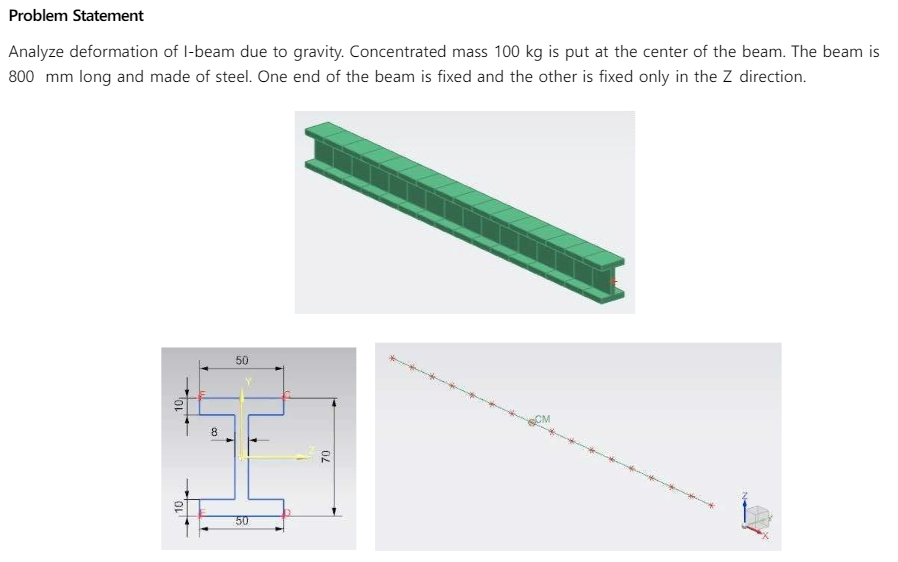 Problem Statement
Analyze deformation of I-beam due to gravity. Concentrated mass 100 kg is put at the center of the beam. The beam is
800 mm long and made of steel. One end of the beam is fixed and the other is fixed only in the Z direction.
50
Y
10
8
Z
70
10
50
CM
Z
Y
X